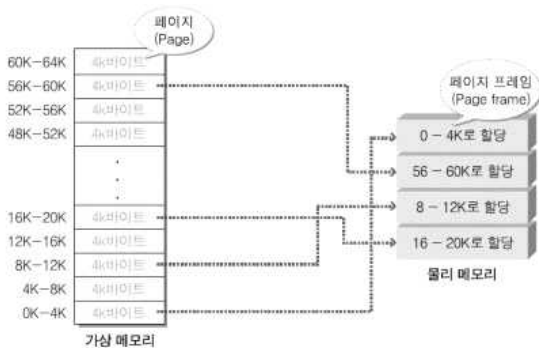 페이지
(Page)
60K-64K 4k바이트
56K-60K 4k바이트
52K-56K 4k바이트
48K-52K 4k바이트
16K-20K 4k바이트
12K-16K 4k바이트
8K-12K 4k바이트
4K-8K 4k바이트
0K-4K 4k바이트
가상 메모리
페이지 프레임
(Page frame)
0 - 4K로 할당
56 - 60K로 할당
8 - 12K로 할당
16 - 20K로 할당
물리 메모리